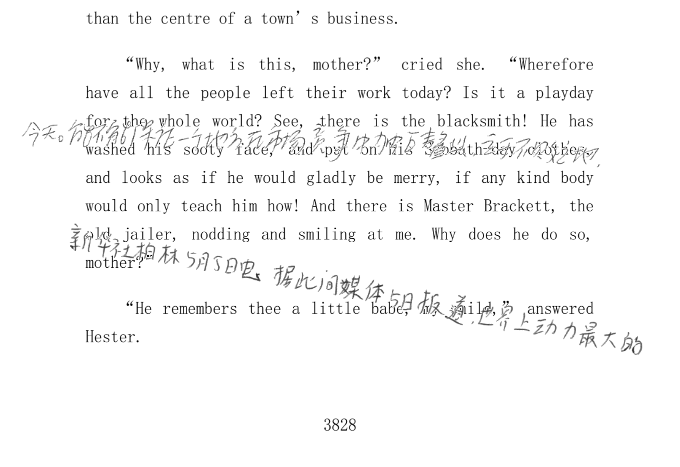 than the centre of a town's business.
“Why, what is this, mother?” cried she. “Wherefore
have all the people left their work today? Is it a playday
for the whole world? See, there is the blacksmith! He has
今天。
washed his sooty face, and put on his Sabbath-day clothes,
and looks as if he would gladly be merry, if any kind body
would only teach him how! And there is Master Brackett, the
old jailer, nodding and smiling at me. Why does he do so,
新华社柏林5月5日电 据此间媒体5日报道,世界上动力最大的
mother?”
“He remembers thee a little babe, my child,” answered
Hester.
3828